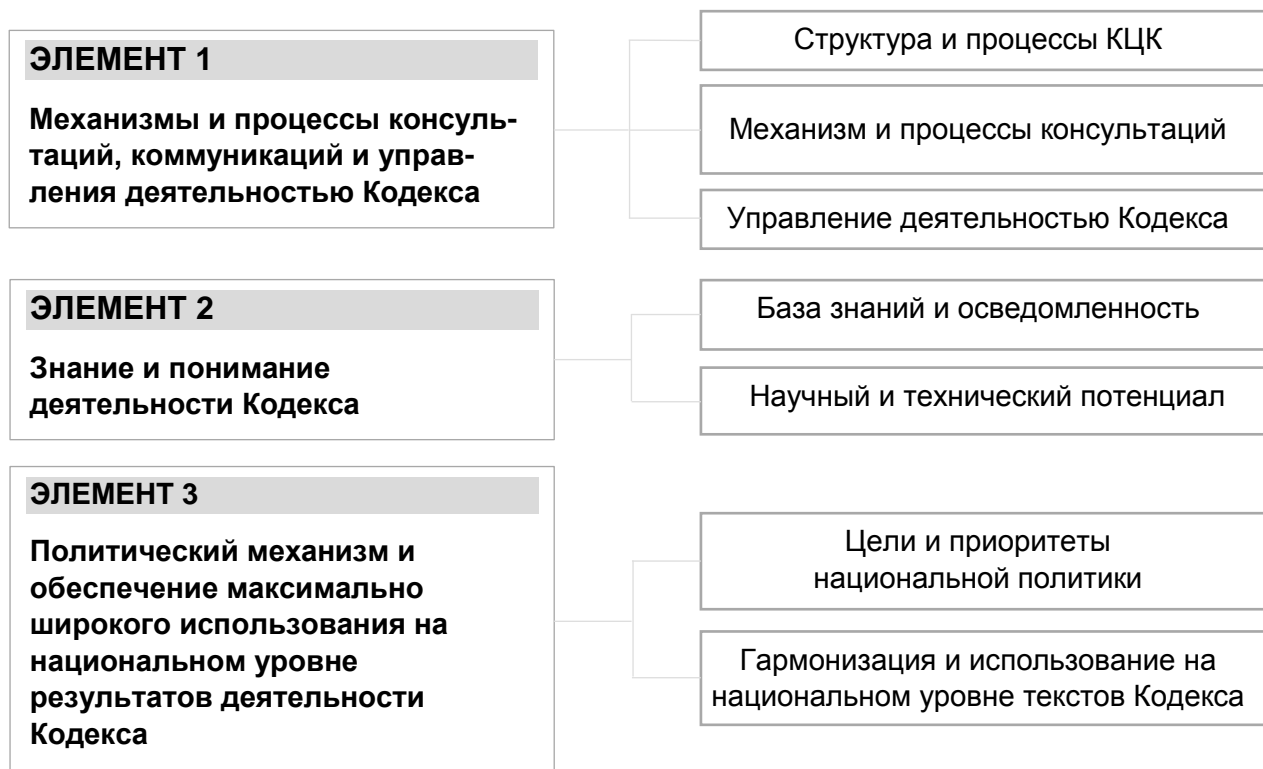 ЭЛЕМЕНТ 1
Механизмы и процессы консуль-
таций, коммуникаций и управ-
ления деятельностью Кодекса
Структура и процессы КЦК
Механизм и процессы консультаций
Управление деятельностью Кодекса
ЭЛЕМЕНТ 2
Знание и понимание
деятельности Кодекса
База знаний и осведомленность
Научный и технический потенциал
ЭЛЕМЕНТ 3
Политический механизм и
обеспечение максимально
широкого использования на
национальном уровне
результатов деятельности
Кодекса
Цели и приоритеты
национальной политики
Гармонизация и использование на
национальном уровне текстов Кодекса